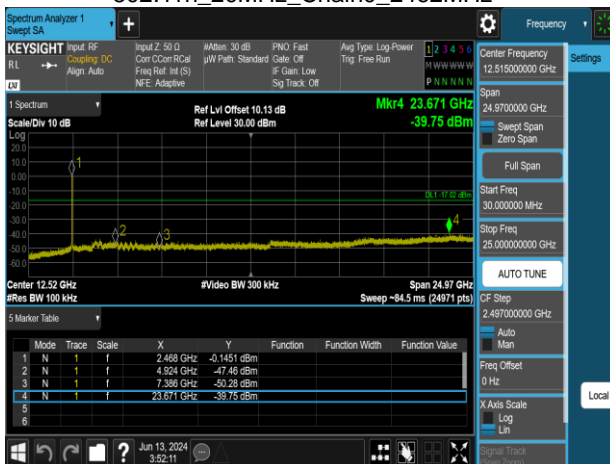 Spectrum Analyzer 1
Swept SA
+
Frequency
KEYSIGHT
RL
Input: RF
Coupling: DC
Align: Auto
Input Z: 50 Ω
Corr CCorr RCal
Freq Ref: Int (S)
NFE: Adaptive
#Atten: 30 dB
µW Path: Standard
PNO: Fast
Gate: Off
IF Gain: Low
Sig Track: Off
Avg Type: Log-Power
Trig: Free Run
1 2 3 4 5 6
M W W W W W
P N N N N N
Center Frequency
12.515000000 GHz
Settings
Span
24.9700000 GHz
Swept Span
Zero Span
Full Span
Start Freq
30.000000 MHz
Stop Freq
25.000000000 GHz
AUTO TUNE
CF Step
2.497000000 GHz
Auto
Man
Freq Offset
0 Hz
X Axis Scale
Log
Lin
Signal Track
Local
1 Spectrum
Scale/Div 10 dB
Ref Lvl Offset 10.13 dB
Ref Level 30.00 dBm
Mkr4 23.671 GHz
-39.75 dBm
Log
20.0
10.0
0.00
-10.0
-20.0
-30.0
-40.0
-50.0
-60.0
1
2
3
4
DL1 -17.02 dBm
Center 12.52 GHz
#Video BW 300 kHz
Span 24.97 GHz
#Res BW 100 kHz
Sweep ~84.5 ms (24971 pts)
5 Marker Table
Mode Trace Scale X Y Function Function Width Function Value
1 N 1 f 2.468 GHz -0.1451 dBm
2 N 1 f 4.924 GHz -47.46 dBm
3 N 1 f 7.386 GHz -50.28 dBm
4 N 1 f 23.671 GHz -39.75 dBm
5
6
?
Jun 13, 2024
3:52:11